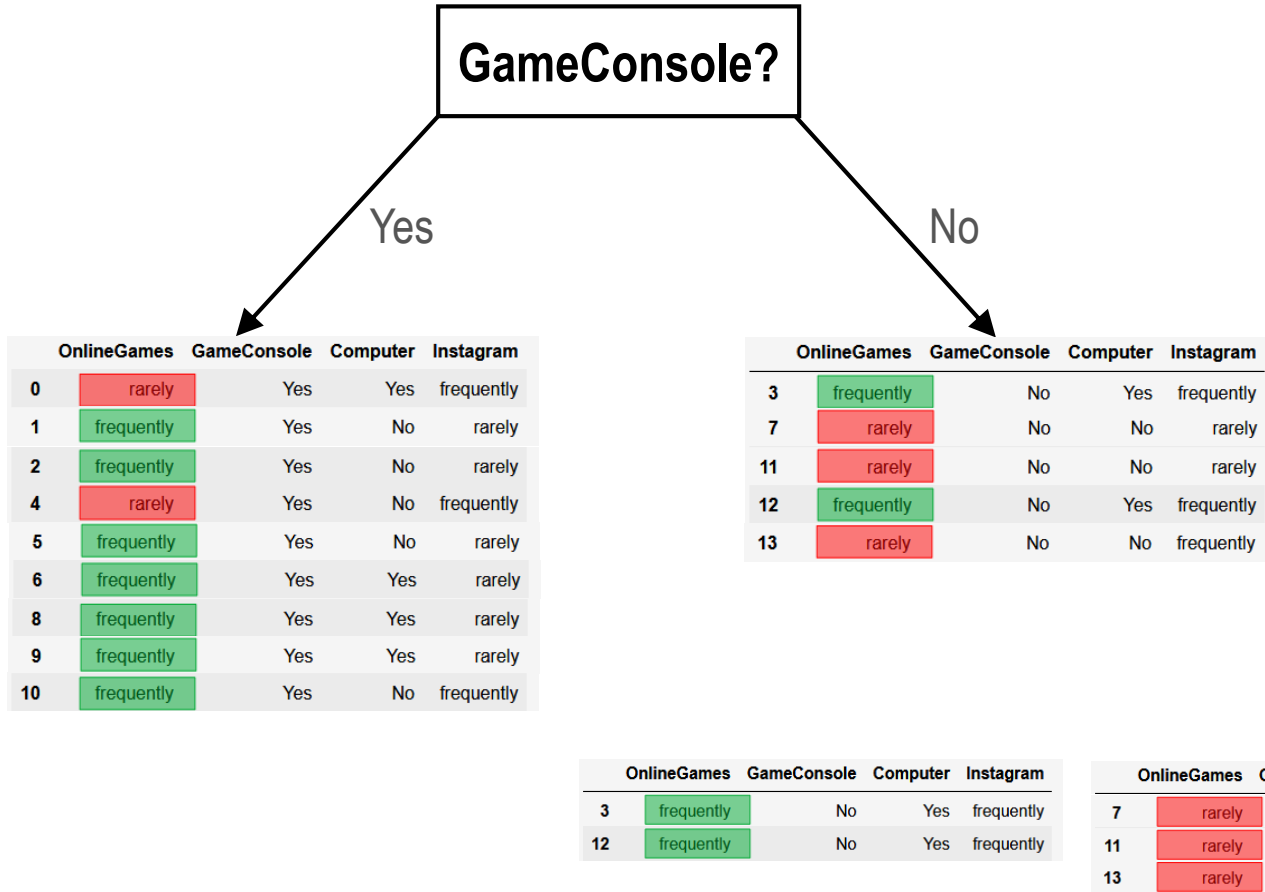 GameConsole?
Yes
No
OnlineGames GameConsole Computer Instagram
0 rarely Yes Yes frequently
1 frequently Yes No rarely
2 frequently Yes No rarely
4 rarely Yes No frequently
5 frequently Yes No rarely
6 frequently Yes Yes rarely
8 frequently Yes Yes rarely
9 frequently Yes Yes rarely
10 frequently Yes No frequently
OnlineGames GameConsole Computer Instagram
3 frequently No Yes frequently
7 rarely No No rarely
11 rarely No No rarely
12 frequently No Yes frequently
13 rarely No No frequently
OnlineGames GameConsole Computer Instagram
3 frequently No Yes frequently
12 frequently No Yes frequently
OnlineGames
7 rarely
11 rarely
13 rarely